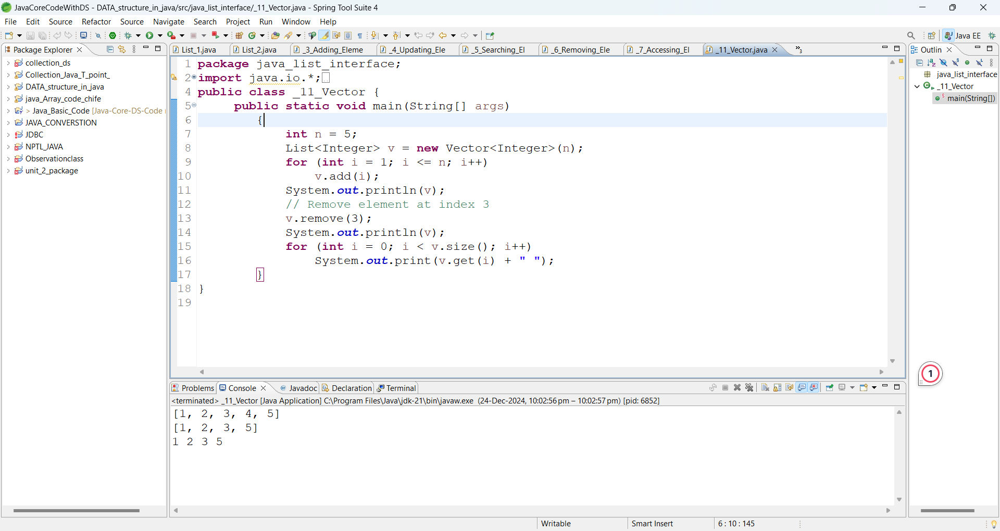 JavaCoreCodeWithDS - DATA_structure_in_java/src/java_list_interface/_11_Vector.java - Spring Tool Suite 4
File Edit Source Refactor Source Navigate Search Project Run Window Help
Java EE
Package Explorer
collection_ds
Collection_Java_T_point_
DATA_structure_in_java
java_Array_code_chife
> Java_Basic_Code [Java-Core-DS-Code
JAVA_CONVERSTION
JDBC
NPTL_JAVA
Observationclass
unit_2_package
List_1.java List_2.java _3_Adding_Eleme _4_Updating_Ele _5_Searching_El _6_Removing_Ele _7_Accessing_El _11_Vector.java »3
1 package java_list_interface;
2 import java.io.*;
4 public class _11_Vector {
5 public static void main(String[] args)
6 {
7 int n = 5;
8 List<Integer> v = new Vector<Integer>(n);
9 for (int i = 1; i <= n; i++)
10 v.add(i);
11 System.out.println(v);
12 // Remove element at index 3
13 v.remove(3);
14 System.out.println(v);
15 for (int i = 0; i < v.size(); i++)
16 System.out.print(v.get(i) + " ");
17 }
18 }
19
Outlin
java_list_interface
_11_Vector
main(String[])
1
Problems Console @ Javadoc Declaration Terminal
<terminated> _11_Vector [Java Application] C:\Program Files\Java\jdk-21\bin\javaw.exe (24-Dec-2024, 10:02:56 pm – 10:02:57 pm) [pid: 6852]
[1, 2, 3, 4, 5]
[1, 2, 3, 5]
1 2 3 5
Writable Smart Insert 6 : 10 : 145